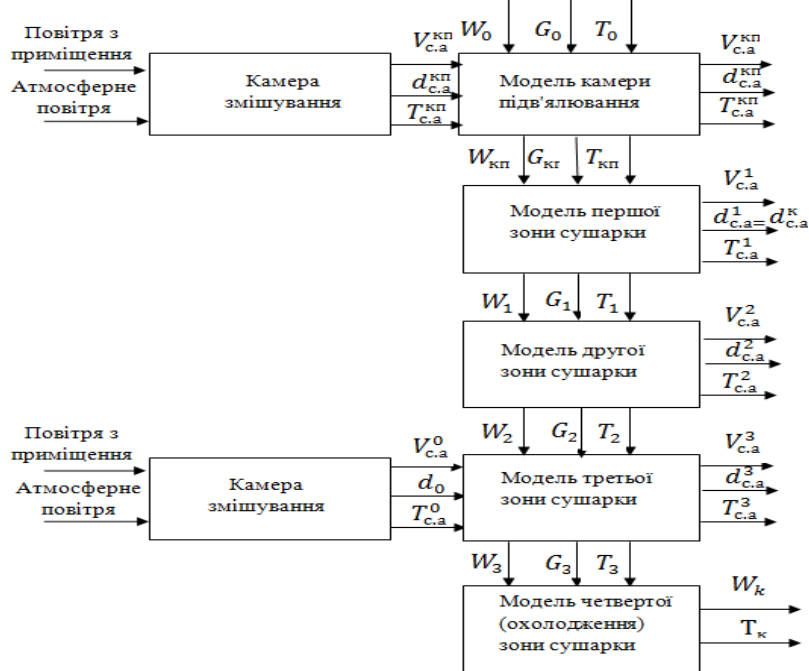 Повітря з
приміщення
Атмосферне
повітря
Камера
змішування
V_{с.а}^{кп}
d_{с.а}^{кп}
T_{с.а}^{кп}
W_0 G_0 T_0
Модель камери
підв'ялювання
V_{с.а}^{кп}
d_{с.а}^{кп}
T_{с.а}^{кп}
W_{кп} G_{кг} T_{кп}
Модель першої
зони сушарки
V_{с.а}^{1}
d_{с.а}^{1}= d_{с.а}^{к}
T_{с.а}^{1}
W_1 G_1 T_1
Модель другої
зони сушарки
V_{с.а}^{2}
d_{с.а}^{2}
T_{с.а}^{2}
W_2 G_2 T_2
Повітря з
приміщення
Атмосферне
повітря
Камера
змішування
V_{с.а}^{0}
d_0
T_{с.а}^{0}
Модель третьої
зони сушарки
V_{с.а}^{3}
d_{с.а}^{3}
T_{с.а}^{3}
W_3 G_3 T_3
Модель четвертої
(охолодження)
зони сушарки
W_k
T_к